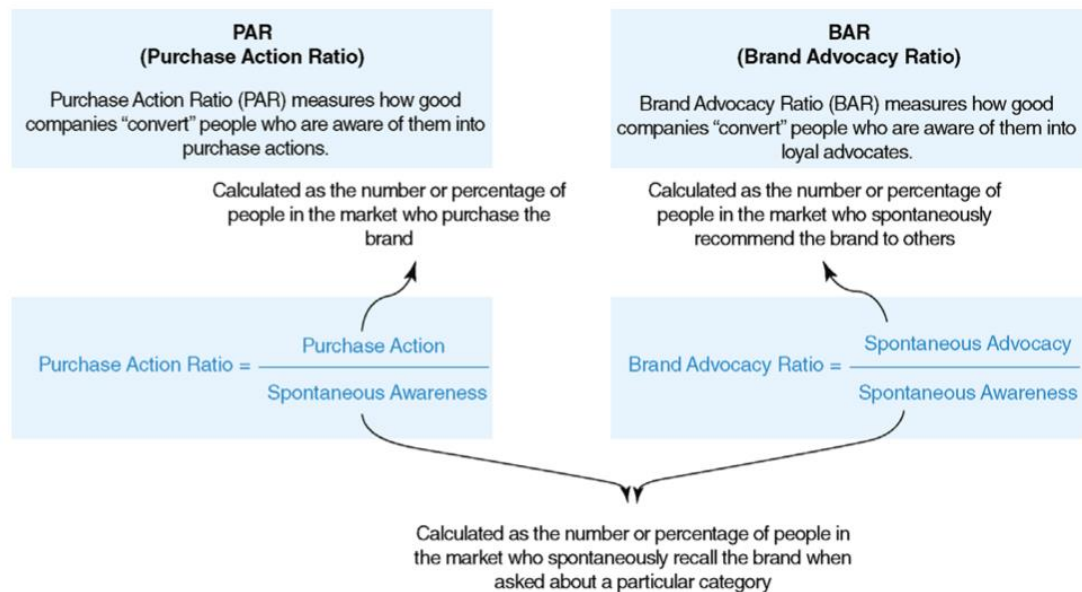 PAR
(Purchase Action Ratio)
Purchase Action Ratio (PAR) measures how good
companies “convert” people who are aware of them into
purchase actions.
BAR
(Brand Advocacy Ratio)
Brand Advocacy Ratio (BAR) measures how good
companies “convert” people who are aware of them into
loyal advocates.
Calculated as the number or percentage of
people in the market who purchase the
brand
Calculated as the number or percentage of
people in the market who spontaneously
recommend the brand to others
Purchase Action Ratio =
Purchase Action
Spontaneous Awareness
Brand Advocacy Ratio =
Spontaneous Advocacy
Spontaneous Awareness
Calculated as the number or percentage of people in
the market who spontaneously recall the brand when
asked about a particular category